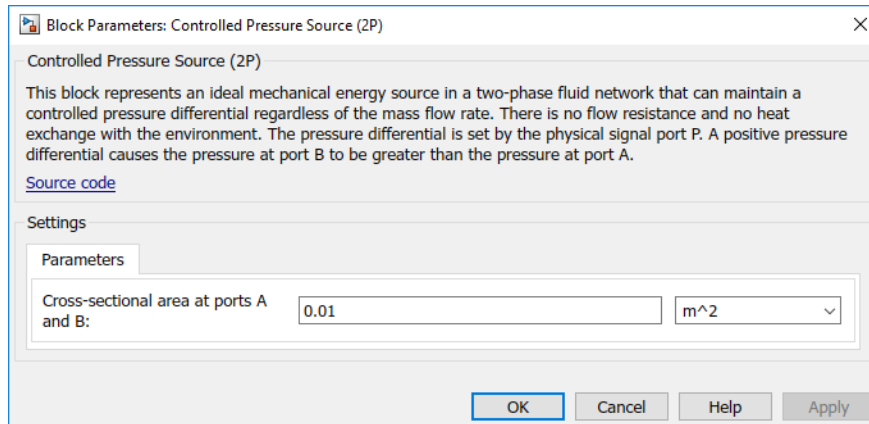 Block Parameters: Controlled Pressure Source (2P)
Controlled Pressure Source (2P)
This block represents an ideal mechanical energy source in a two-phase fluid network that can maintain a
controlled pressure differential regardless of the mass flow rate. There is no flow resistance and no heat
exchange with the environment. The pressure differential is set by the physical signal port P. A positive pressure
differential causes the pressure at port B to be greater than the pressure at port A.
Source code
Settings
Parameters
Cross-sectional area at ports A
and B:
0.01
m^2
OK
Cancel
Help
Apply